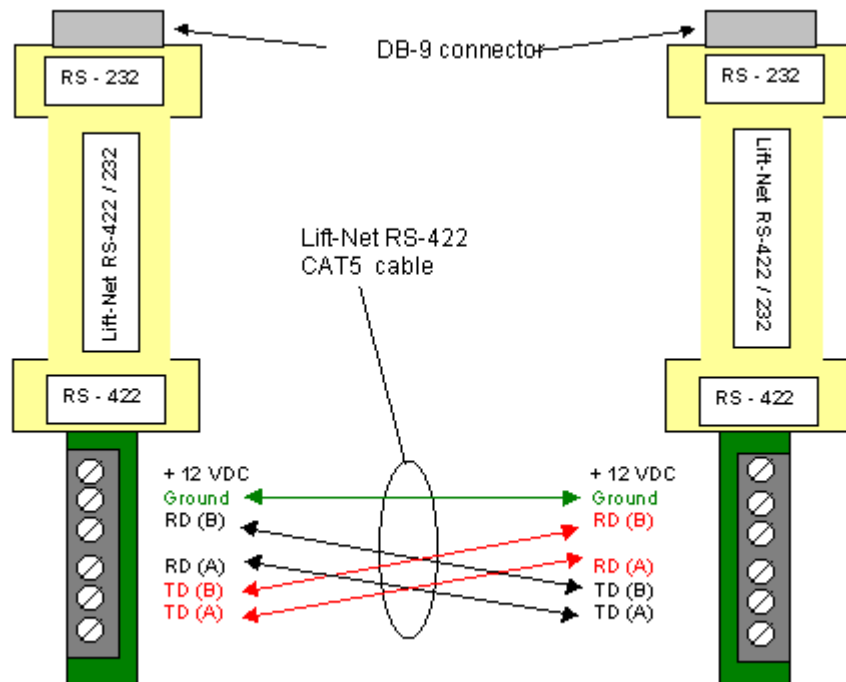 DB-9 connector
RS - 232
RS - 232
Lift-Net RS-422 / 232
Lift-Net RS-422 / 232
Lift-Net RS-422
CAT5 cable
RS - 422
RS - 422
+ 12 VDC
Ground
RD (B)
RD (A)
TD (B)
TD (A)
+ 12 VDC
Ground
RD (B)
RD (A)
TD (B)
TD (A)